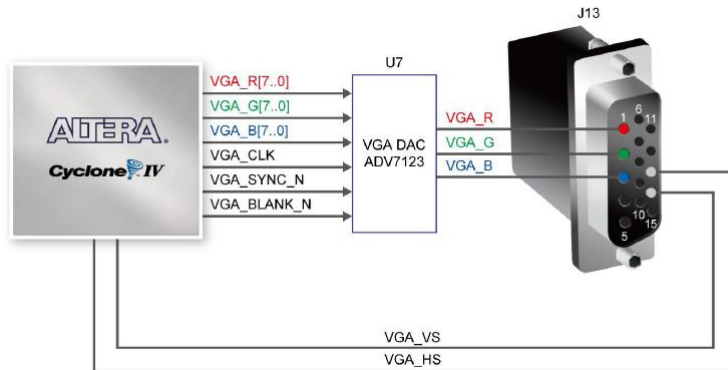 J13
U7
VGA_R[7..0]
VGA_G[7..0]
VGA_B[7..0]
VGA_CLK
VGA_SYNC_N
VGA_BLANK_N
ALTERA.
Cyclone IV
VGA DAC
ADV7123
VGA_R
VGA_G
VGA_B
1
6
11
5
10
15
VGA_VS
VGA_HS